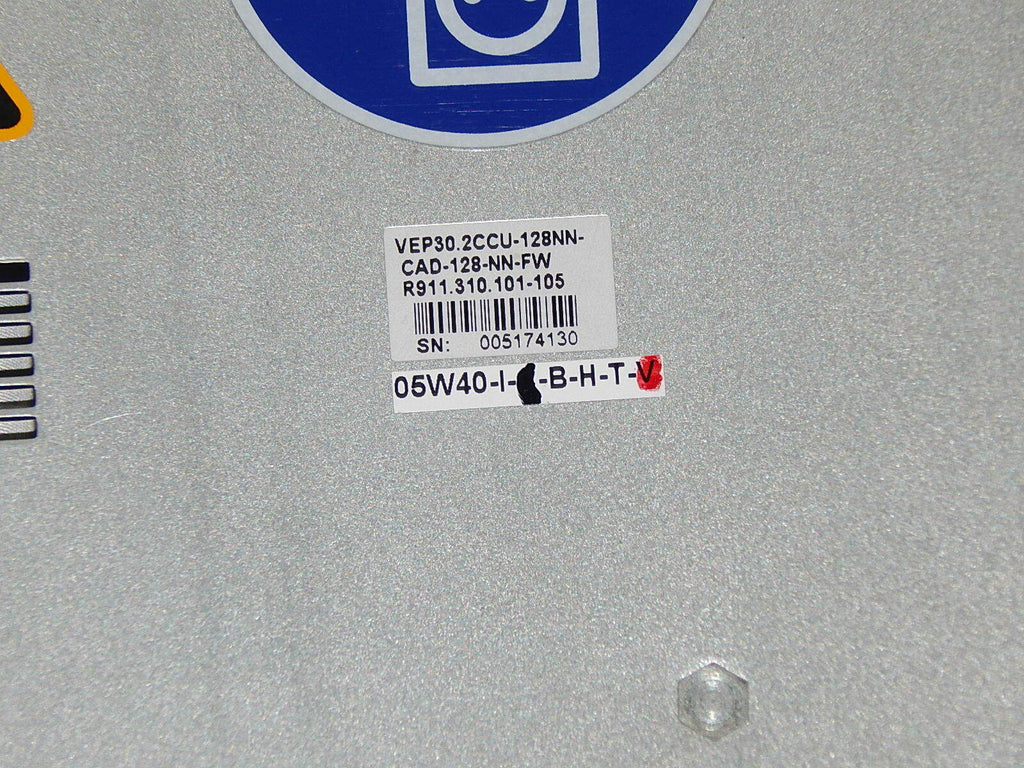 VEP30.2CCU-128NN-
CAD-128-NN-FW
R911.310.101-105
SN: 005174130
05W40-I- -B-H-T-V